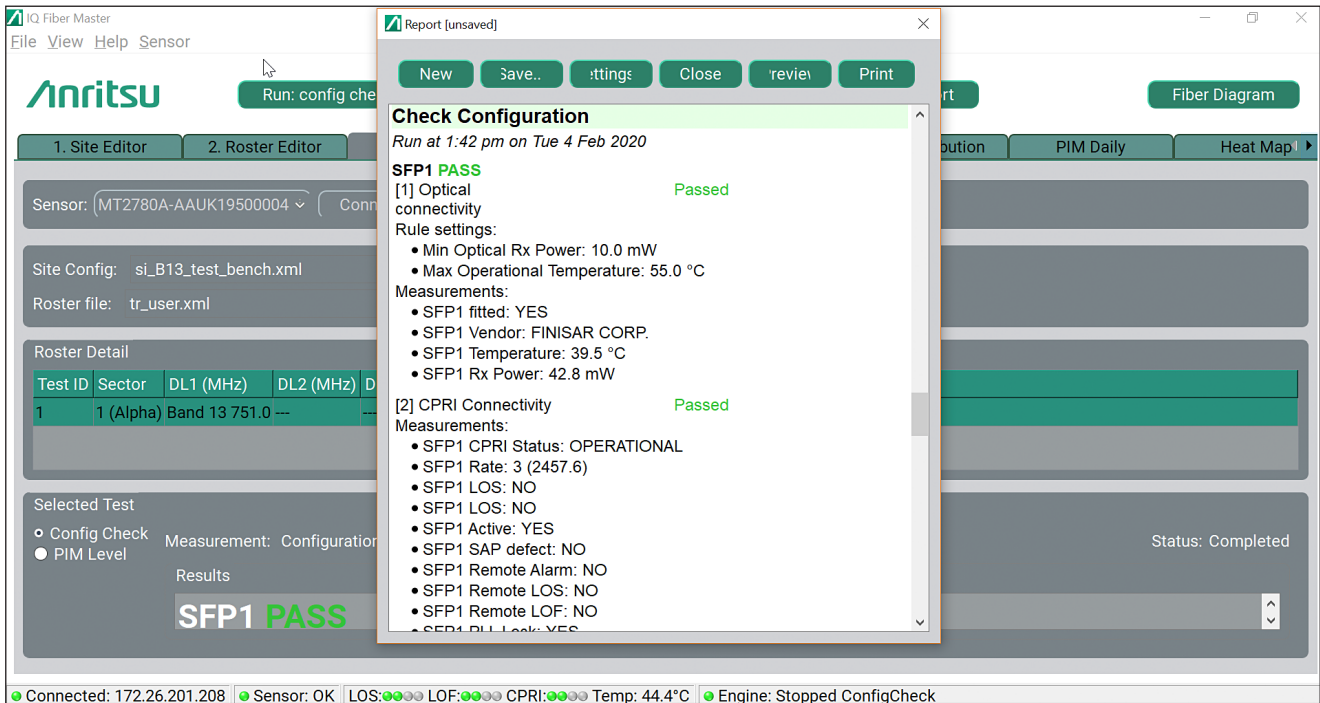 IQ Fiber Master
File View Help Sensor
Anritsu
Run: config che
rt
Fiber Diagram
1. Site Editor
2. Roster Editor
bution
PIM Daily
Heat Map
Sensor: MT2780A-AAUK19500004
Conn
Site Config: si_B13_test_bench.xml
Roster file: tr_user.xml
Roster Detail
Test ID Sector DL1 (MHz) DL2 (MHz) D
1 1 (Alpha) Band 13 751.0 --- ---
Selected Test
Config Check
PIM Level
Measurement: Configuration
Status: Completed
Results
SFP1 PASS
Report [unsaved]
New Save.. ettings Close revie Print
Check Configuration
Run at 1:42 pm on Tue 4 Feb 2020
SFP1 PASS
[1] Optical Passed
connectivity
Rule settings:
• Min Optical Rx Power: 10.0 mW
• Max Operational Temperature: 55.0 °C
Measurements:
• SFP1 fitted: YES
• SFP1 Vendor: FINISAR CORP.
• SFP1 Temperature: 39.5 °C
• SFP1 Rx Power: 42.8 mW
[2] CPRI Connectivity Passed
Measurements:
• SFP1 CPRI Status: OPERATIONAL
• SFP1 Rate: 3 (2457.6)
• SFP1 LOS: NO
• SFP1 LOS: NO
• SFP1 Active: YES
• SFP1 SAP defect: NO
• SFP1 Remote Alarm: NO
• SFP1 Remote LOS: NO
• SFP1 Remote LOF: NO
• SFP1 PLL Lock: YES
Connected: 172.26.201.208 Sensor: OK LOS: LOF: CPRI: Temp: 44.4°C Engine: Stopped ConfigCheck